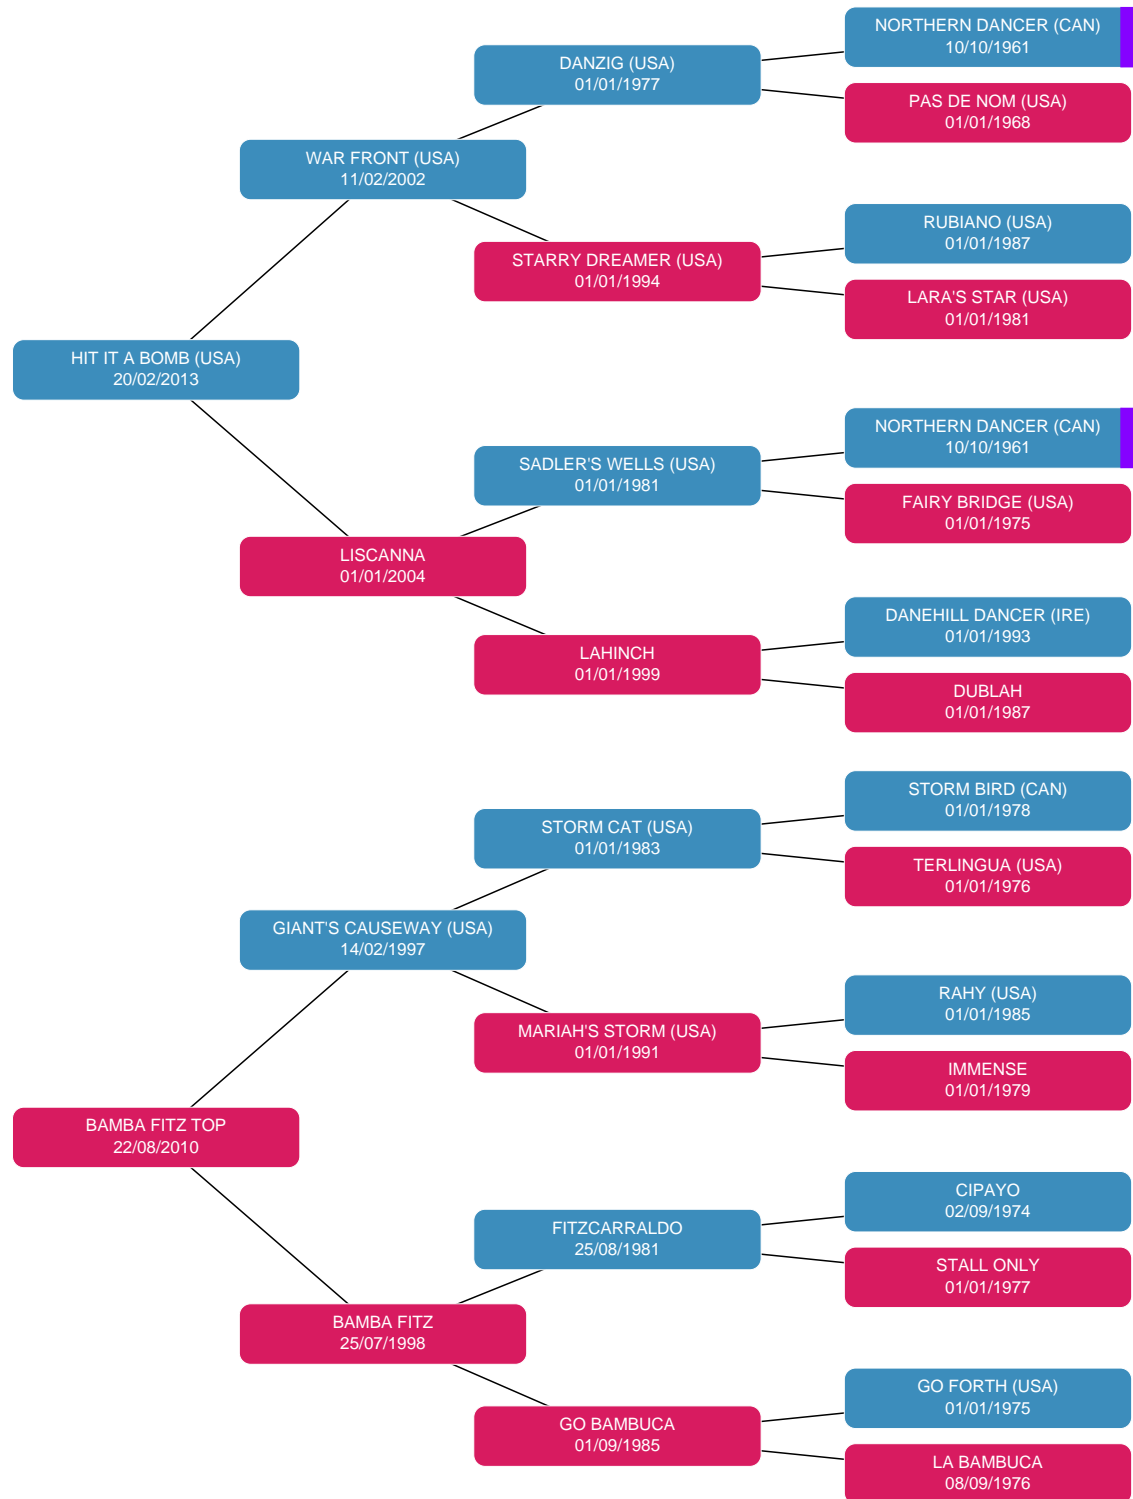 NORTHERN DANCER (CAN)
10/10/1961
DANZIG (USA)
01/01/1977
PAS DE NOM (USA)
01/01/1968
WAR FRONT (USA)
11/02/2002
RUBIANO (USA)
01/01/1987
STARRY DREAMER (USA)
01/01/1994
LARA'S STAR (USA)
01/01/1981
HIT IT A BOMB (USA)
20/02/2013
NORTHERN DANCER (CAN)
10/10/1961
SADLER'S WELLS (USA)
01/01/1981
FAIRY BRIDGE (USA)
01/01/1975
LISCANNA
01/01/2004
DANEHILL DANCER (IRE)
01/01/1993
LAHINCH
01/01/1999
DUBLAH
01/01/1987
STORM BIRD (CAN)
01/01/1978
STORM CAT (USA)
01/01/1983
TERLINGUA (USA)
01/01/1976
GIANT'S CAUSEWAY (USA)
14/02/1997
RAHY (USA)
01/01/1985
MARIAH'S STORM (USA)
01/01/1991
IMMENSE
01/01/1979
BAMBA FITZ TOP
22/08/2010
CIPAYO
02/09/1974
FITZCARRALDO
25/08/1981
STALL ONLY
01/01/1977
BAMBA FITZ
25/07/1998
GO FORTH (USA)
01/01/1975
GO BAMBUCA
01/09/1985
LA BAMBUCA
08/09/1976